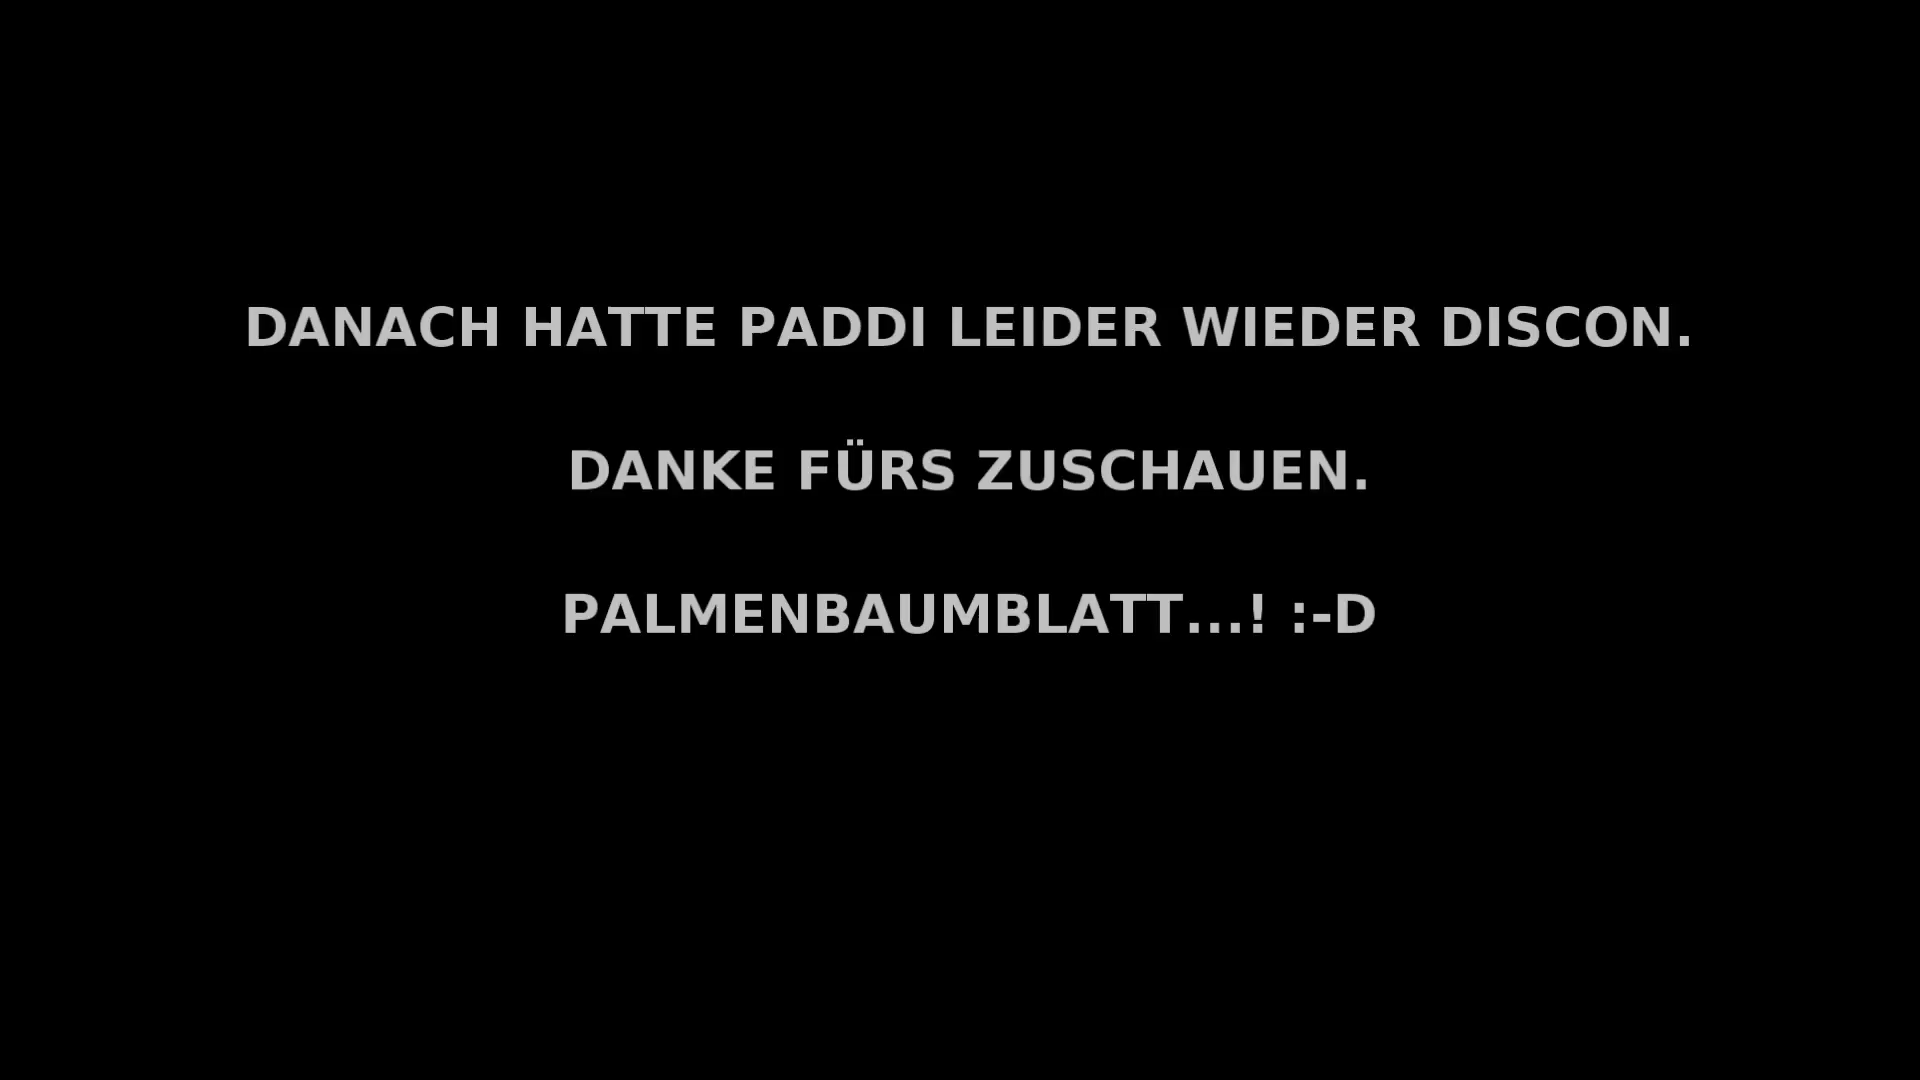 DANACH HATTE PADDI LEIDER WIEDER DISCON.
DANKE FÜRS ZUSCHAUEN.
PALMENBAUMBLATT...! :-D